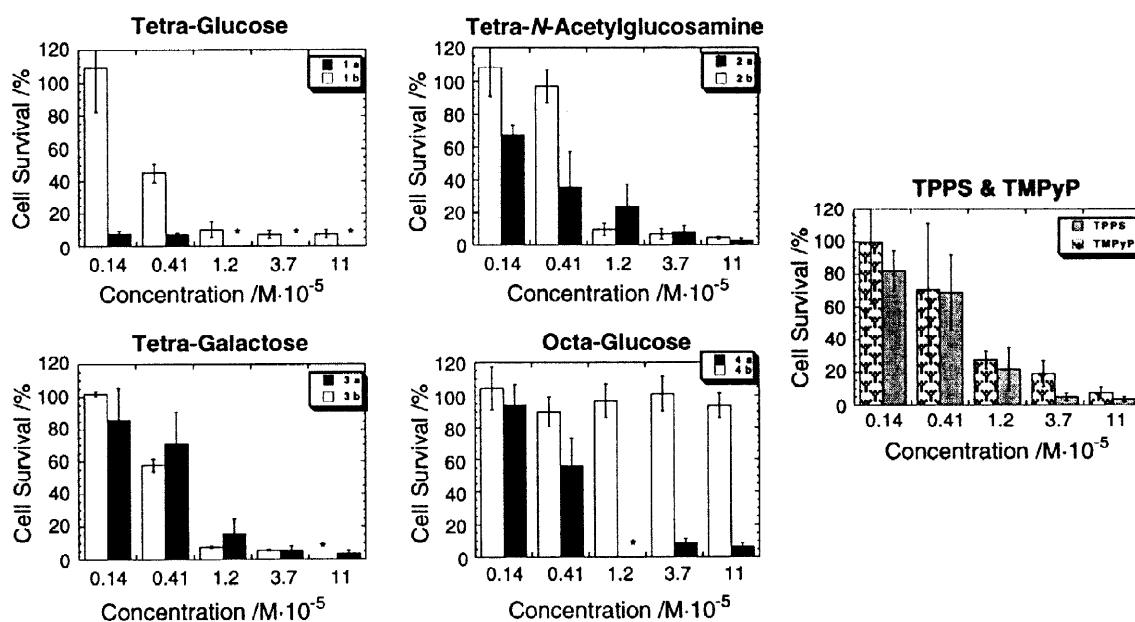 Tetra-Glucose
Cell Survival /%
120
100
80
60
40
20
0
1 a
1 b
* * *
0.14 0.41 1.2 3.7 11
Concentration /M·10⁻⁵
Tetra-N-Acetylglucosamine
Cell Survival /%
120
100
80
60
40
20
0
2 a
2 b
0.14 0.41 1.2 3.7 11
Concentration /M·10⁻⁵
Tetra-Galactose
Cell Survival /%
120
100
80
60
40
20
0
3 a
3 b
*
0.14 0.41 1.2 3.7 11
Concentration /M·10⁻⁵
Octa-Glucose
Cell Survival /%
120
100
80
60
40
20
0
4 a
4 b
*
0.14 0.41 1.2 3.7 11
Concentration /M·10⁻⁵
TPPS & TMPyP
Cell Survival /%
120
100
80
60
40
20
0
TPPS
TMPyP
0.14 0.41 1.2 3.7 11
Concentration /M·10⁻⁵